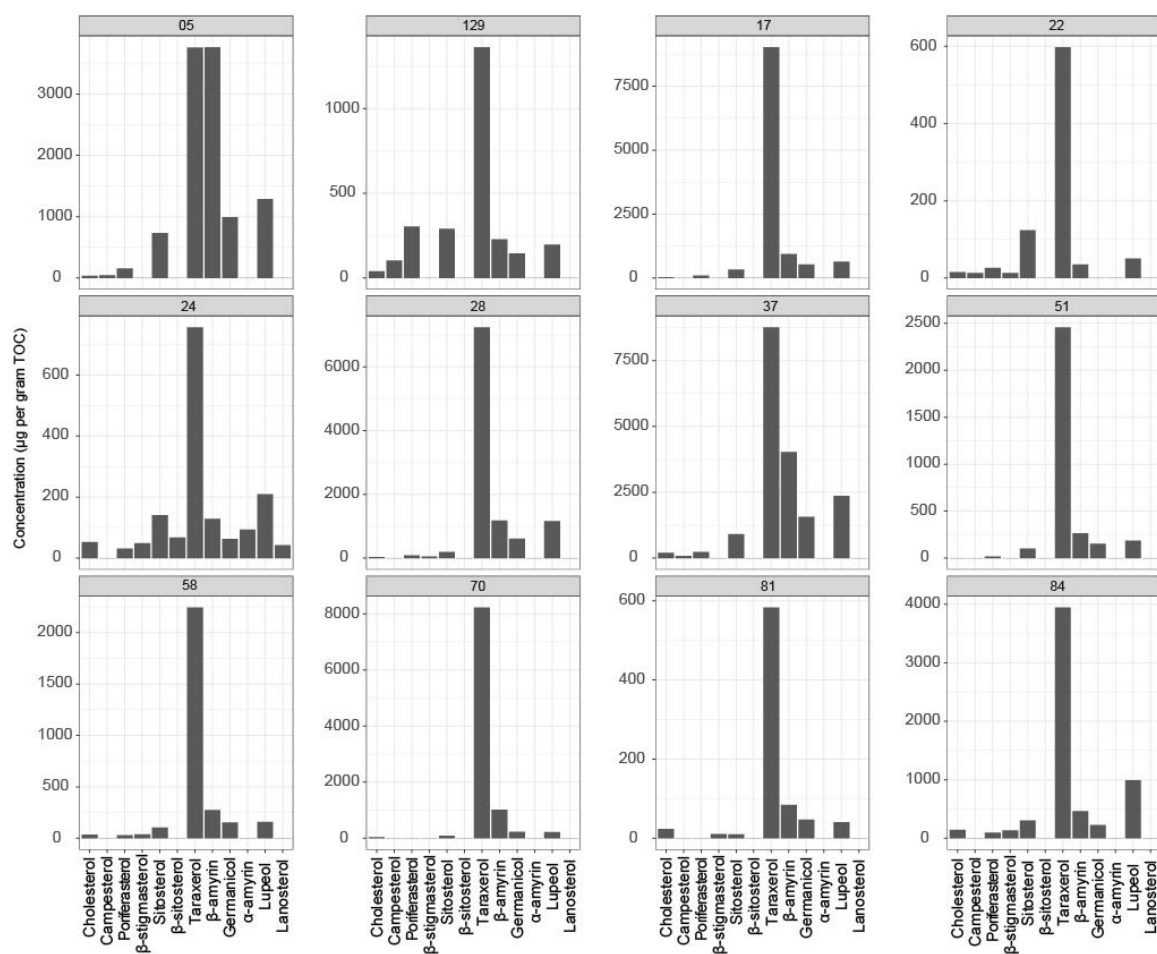 05 129 17 22
3000
2000
1000
0
1000
500
0
7500
5000
2500
0
600
400
200
0
24 28 37 51
600
400
200
0
6000
4000
2000
0
7500
5000
2500
0
2500
2000
1500
1000
500
0
58 70 81 84
2000
1500
1000
500
0
8000
6000
4000
2000
0
600
400
200
0
4000
3000
2000
1000
0
Concentration (µg per gram TOC)
Cholesterol
Campesterol
Poriferasterol
β-stigmasterol
Sitosterol
β-sitosterol
Taraxerol
β-amyrin
Germanicol
α-amyrin
Lupeol
Lanosterol
Cholesterol
Campesterol
Poriferasterol
β-stigmasterol
Sitosterol
β-sitosterol
Taraxerol
β-amyrin
Germanicol
α-amyrin
Lupeol
Lanosterol
Cholesterol
Campesterol
Poriferasterol
β-stigmasterol
Sitosterol
β-sitosterol
Taraxerol
β-amyrin
Germanicol
α-amyrin
Lupeol
Lanosterol
Cholesterol
Campesterol
Poriferasterol
β-stigmasterol
Sitosterol
β-sitosterol
Taraxerol
β-amyrin
Germanicol
α-amyrin
Lupeol
Lanosterol